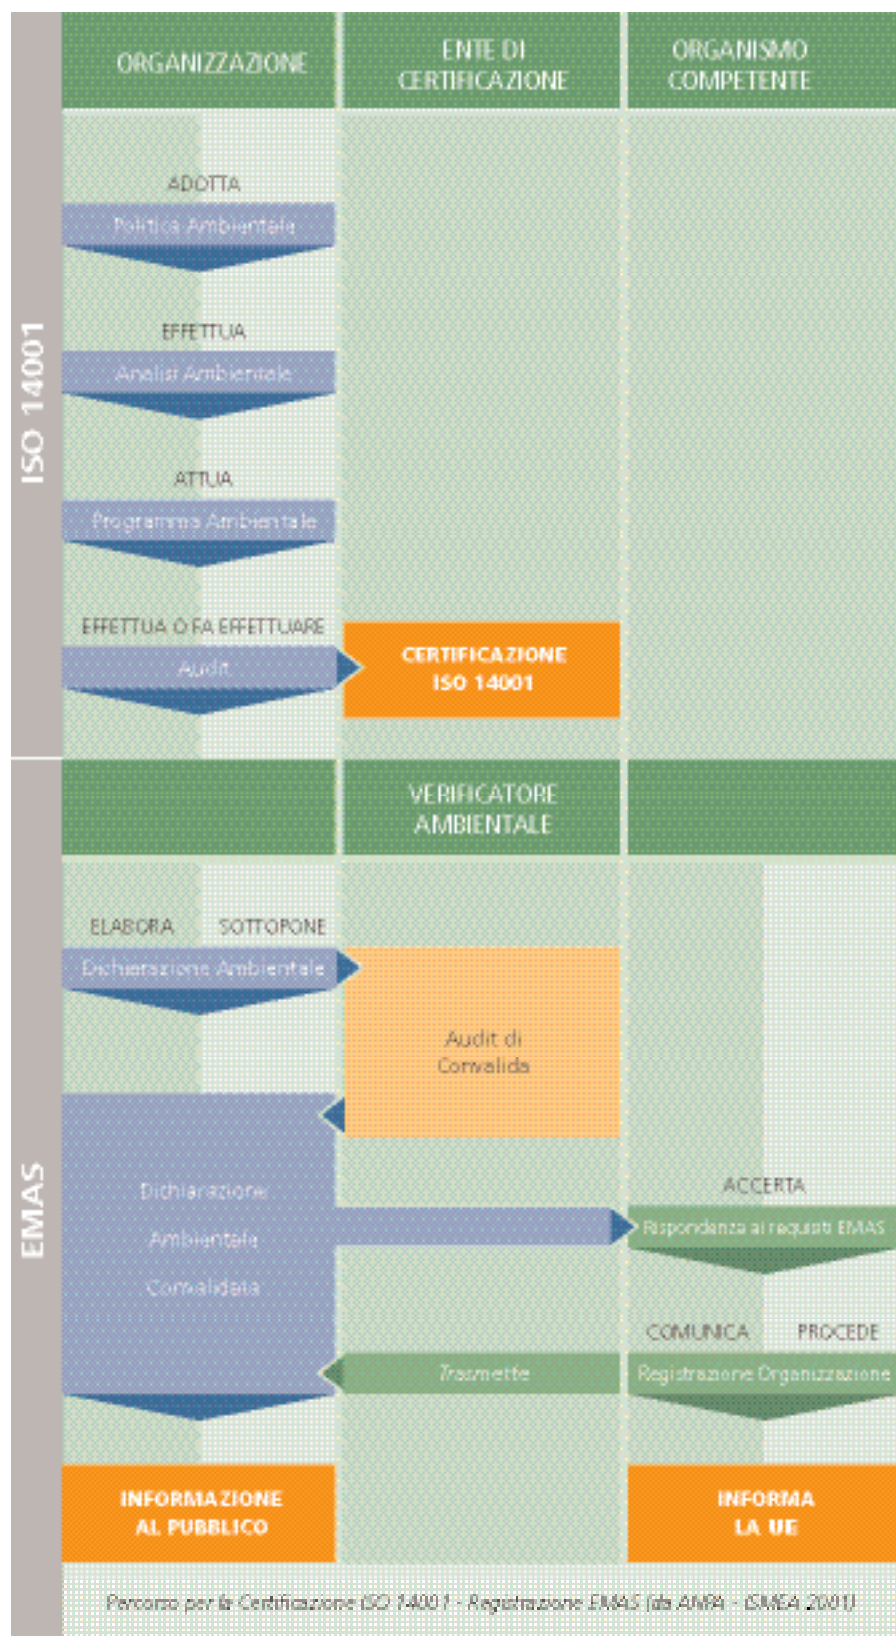 ORGANIZZAZIONE
ENTE DI
CERTIFICAZIONE
ORGANISMO
COMPETENTE
ISO 14001
ADOTTA
Politica Ambientale
EFFETTUA
Analisi Ambientale
ATTUA
Programma Ambientale
EFFETTUA O FA EFFETTUARE
Audit
CERTIFICAZIONE
ISO 14001
VERIFICATORE
AMBIENTALE
EMAS
ELABORA
SOTTOPONE
Dichiarazione Ambientale
Audit di
Convalida
Dichiarazione
Ambientale
Convalidata
ACCERTA
Rispondenza ai requisiti EMAS
COMUNICA
PROCEDE
Trasmette
Registrazione Organizzazione
INFORMAZIONE
AL PUBBLICO
INFORMA
LA UE
Percorso per la Certificazione ISO 14001 - Registrazione EMAS (da ANPA - ISMEA 2001)